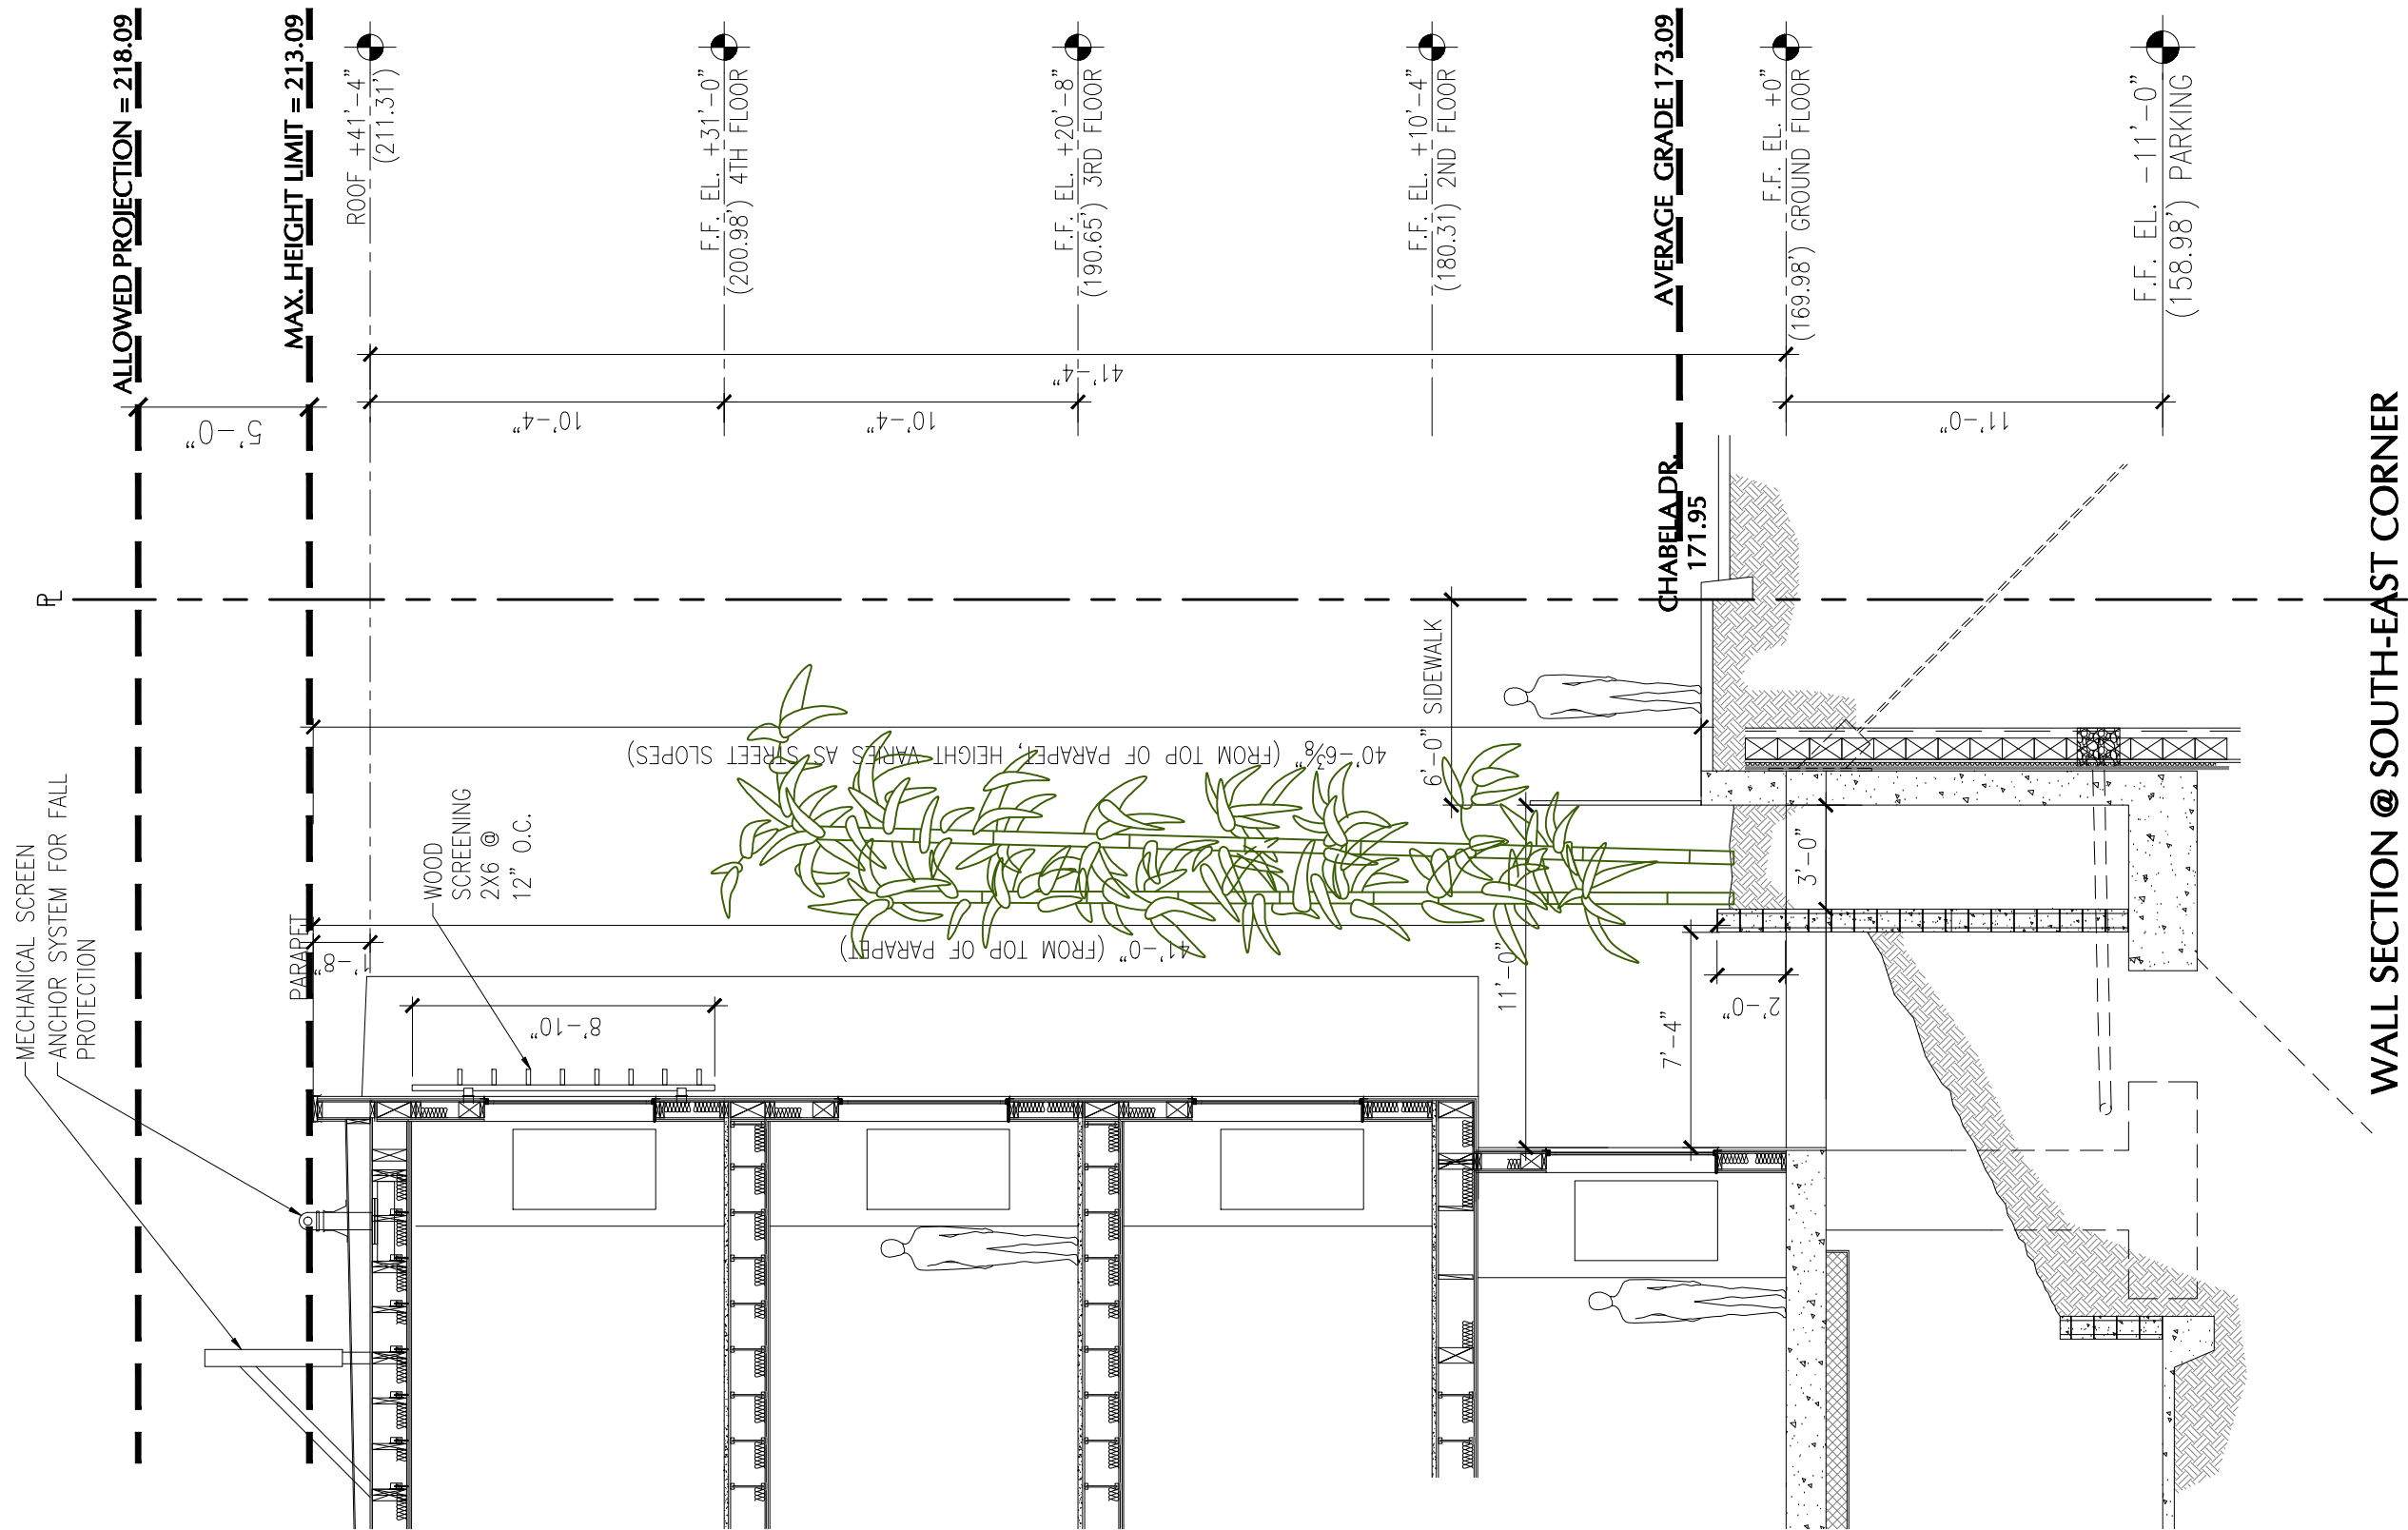 ALLOWED PROJECTION = 218.09
MAX. HEIGHT LIMIT = 213.09
ROOF +41'-4"
(211.31')
F.F. EL. +31'-0"
(200.98') 4TH FLOOR
F.F. EL. +20'-8"
(190.65') 3RD FLOOR
F.F. EL. +10'-4"
(180.31) 2ND FLOOR
AVERAGE GRADE 173.09
F.F. EL. +0"
(169.98') GROUND FLOOR
F.F. EL. -11'-0"
(158.98') PARKING
5'-0"
10'-4"
10'-4"
41'-4"
11'-0"
CHABELA DR.
171.95
PL
6'-0" SIDEWALK
40'-6⅞" (FROM TOP OF PARAPET, HEIGHT VARIES AS STREET SLOPES)
41'-0" (FROM TOP OF PARAPET)
MECHANICAL SCREEN
ANCHOR SYSTEM FOR FALL
PROTECTION
PARAPET
1'-8"
WOOD
SCREENING
2X6 @
12" O.C.
8'-10"
11'-0"
7'-4"
2'-0"
3'-0"
WALL SECTION @ SOUTH-EAST CORNER